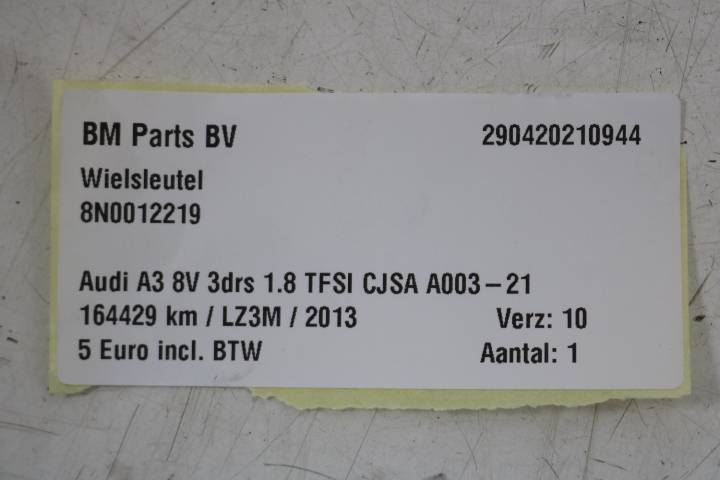 BM Parts BV 290420210944
Wielsleutel
8N0012219
Audi A3 8V 3drs 1.8 TFSI CJSA A003-21
164429 km / LZ3M / 2013 Verz: 10
5 Euro incl. BTW Aantal: 1